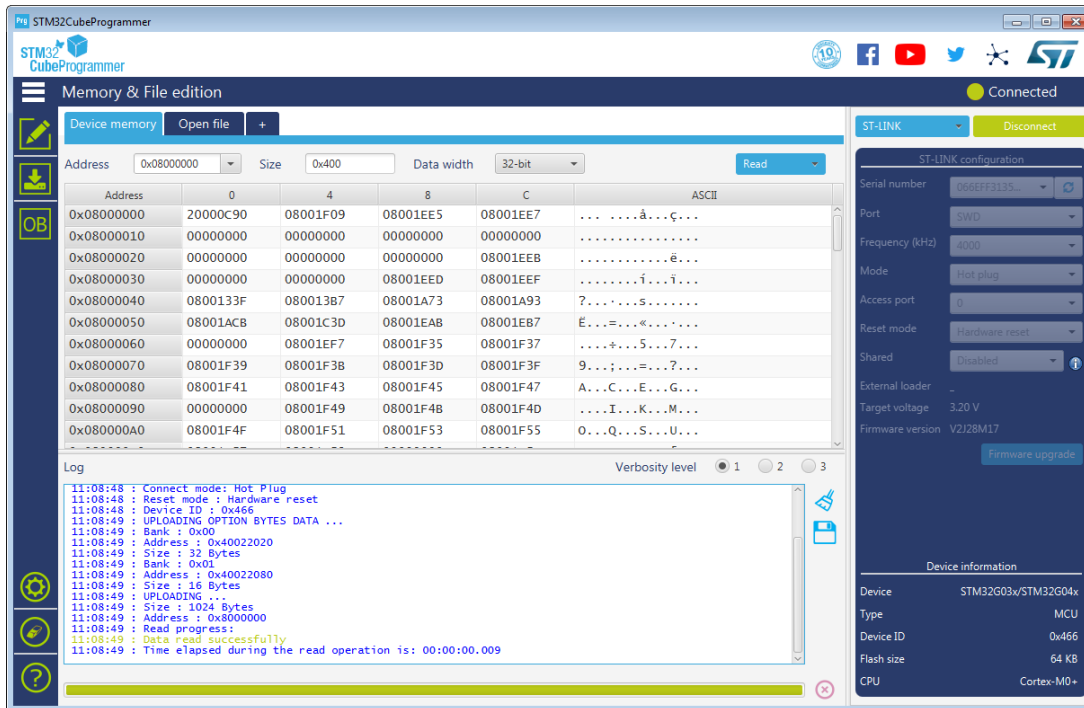 Prg STM32CubeProgrammer
STM32
CubeProgrammer
19
Memory & File edition
Connected
Device memory Open file +
ST-LINK Disconnect
Address 0x08000000 Size 0x400 Data width 32-bit Read
ST-LINK configuration
Serial number 066EFF3135...
Port SWD
Frequency (kHz) 4000
Mode Hot plug
Access port 0
Reset mode Hardware reset
Shared Disabled
External loader _
Target voltage 3.20 V
Firmware version V2J28M17
Firmware upgrade
OB
Address 0 4 8 C ASCII
0x08000000 20000C90 08001F09 08001EE5 08001EE7 ... ....å...ç...
0x08000010 00000000 00000000 00000000 00000000 ................
0x08000020 00000000 00000000 00000000 08001EEB ............ë...
0x08000030 00000000 00000000 08001EED 08001EEF ........í...ï...
0x08000040 0800133F 080013B7 08001A73 08001A93 ?...·...s.......
0x08000050 08001ACB 08001C3D 08001EAB 08001EB7 Ë...=...«...·...
0x08000060 00000000 08001EF7 08001F35 08001F37 ....÷...5...7...
0x08000070 08001F39 08001F3B 08001F3D 08001F3F 9...;...=...?...
0x08000080 08001F41 08001F43 08001F45 08001F47 A...C...E...G...
0x08000090 00000000 08001F49 08001F4B 08001F4D ....I...K...M...
0x080000A0 08001F4F 08001F51 08001F53 08001F55 O...Q...S...U...
Log Verbosity level 1 2 3
11:08:48 : Connect mode: Hot Plug
11:08:48 : Reset mode : Hardware reset
11:08:48 : Device ID : 0x466
11:08:49 : UPLOADING OPTION BYTES DATA ...
11:08:49 : Bank : 0x00
11:08:49 : Address : 0x40022020
11:08:49 : Size : 32 Bytes
11:08:49 : Bank : 0x01
11:08:49 : Address : 0x40022080
11:08:49 : Size : 16 Bytes
11:08:49 : UPLOADING ...
11:08:49 : Size : 1024 Bytes
11:08:49 : Address : 0x8000000
11:08:49 : Read progress:
11:08:49 : Data read successfully
11:08:49 : Time elapsed during the read operation is: 00:00:00.009
Device information
Device STM32G03x/STM32G04x
Type MCU
Device ID 0x466
Flash size 64 KB
CPU Cortex-M0+